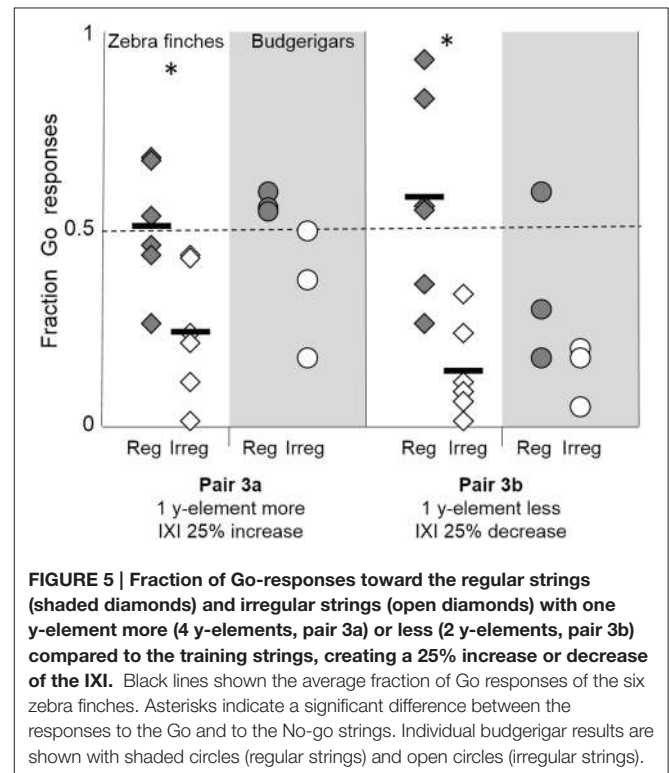 1
Zebra finches
Budgerigars
*
*
Fraction Go responses
0.5
0
Reg Irreg
Reg Irreg
Reg Irreg
Reg Irreg
Pair 3a
1 y-element more
IXI 25% increase
Pair 3b
1 y-element less
IXI 25% decrease
FIGURE 5 | Fraction of Go-responses toward the regular strings
(shaded diamonds) and irregular strings (open diamonds) with one
y-element more (4 y-elements, pair 3a) or less (2 y-elements, pair 3b)
compared to the training strings, creating a 25% increase or decrease
of the IXI. Black lines shown the average fraction of Go responses of the six
zebra finches. Asterisks indicate a significant difference between the
responses to the Go and to the No-go strings. Individual budgerigar results are
shown with shaded circles (regular strings) and open circles (irregular strings).